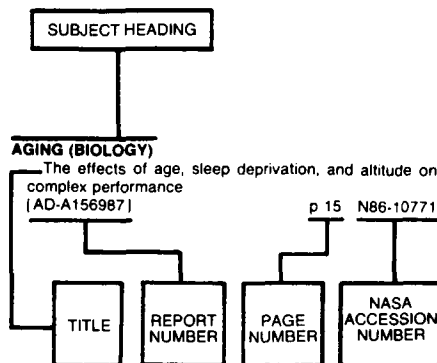 SUBJECT HEADING
AGING (BIOLOGY)
The effects of age, sleep deprivation, and altitude on
complex performance
[AD-A156987] p 15 N86-10771
TITLE
REPORT
NUMBER
PAGE
NUMBER
NASA
ACCESSION
NUMBER